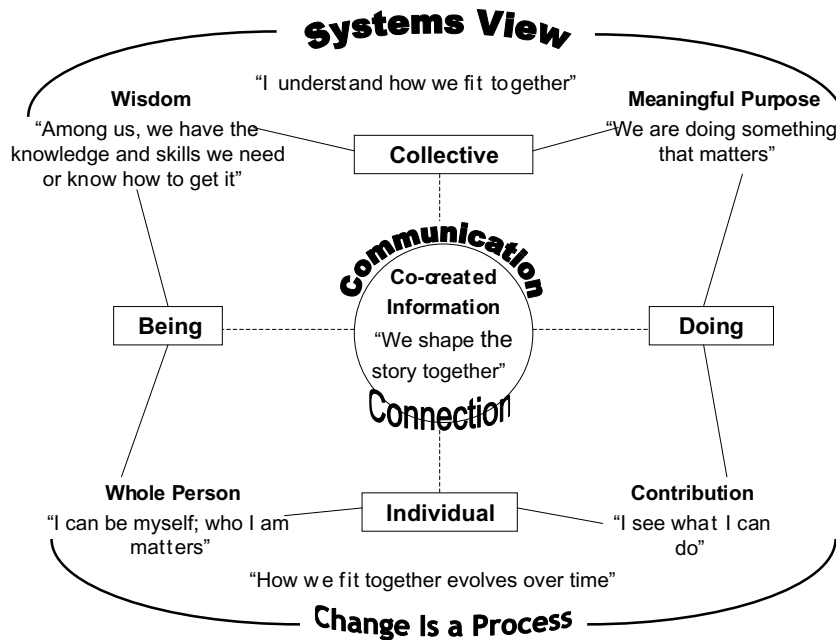 Systems View
“I understand how we fit together”
Wisdom
“Among us, we have the
knowledge and skills we need
or know how to get it”
Meaningful Purpose
“We are doing something
that matters”
Collective
Communication
Co-created
Information
“We shape the
story together”
Connection
Being
Doing
Whole Person
“I can be myself; who I am
matters”
Individual
Contribution
“I see what I can
do”
“How we fit together evolves over time”
Change Is a Process